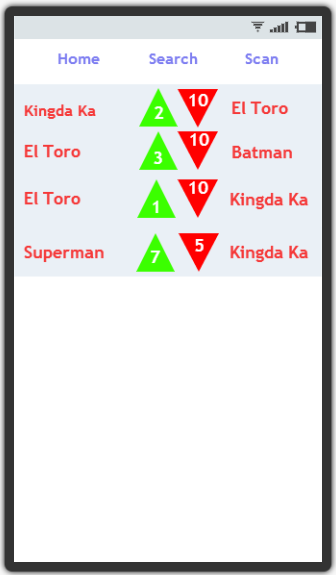 Home Search Scan
Kingda Ka 2 10 El Toro
El Toro 3 10 Batman
El Toro 1 10 Kingda Ka
Superman 7 5 Kingda Ka